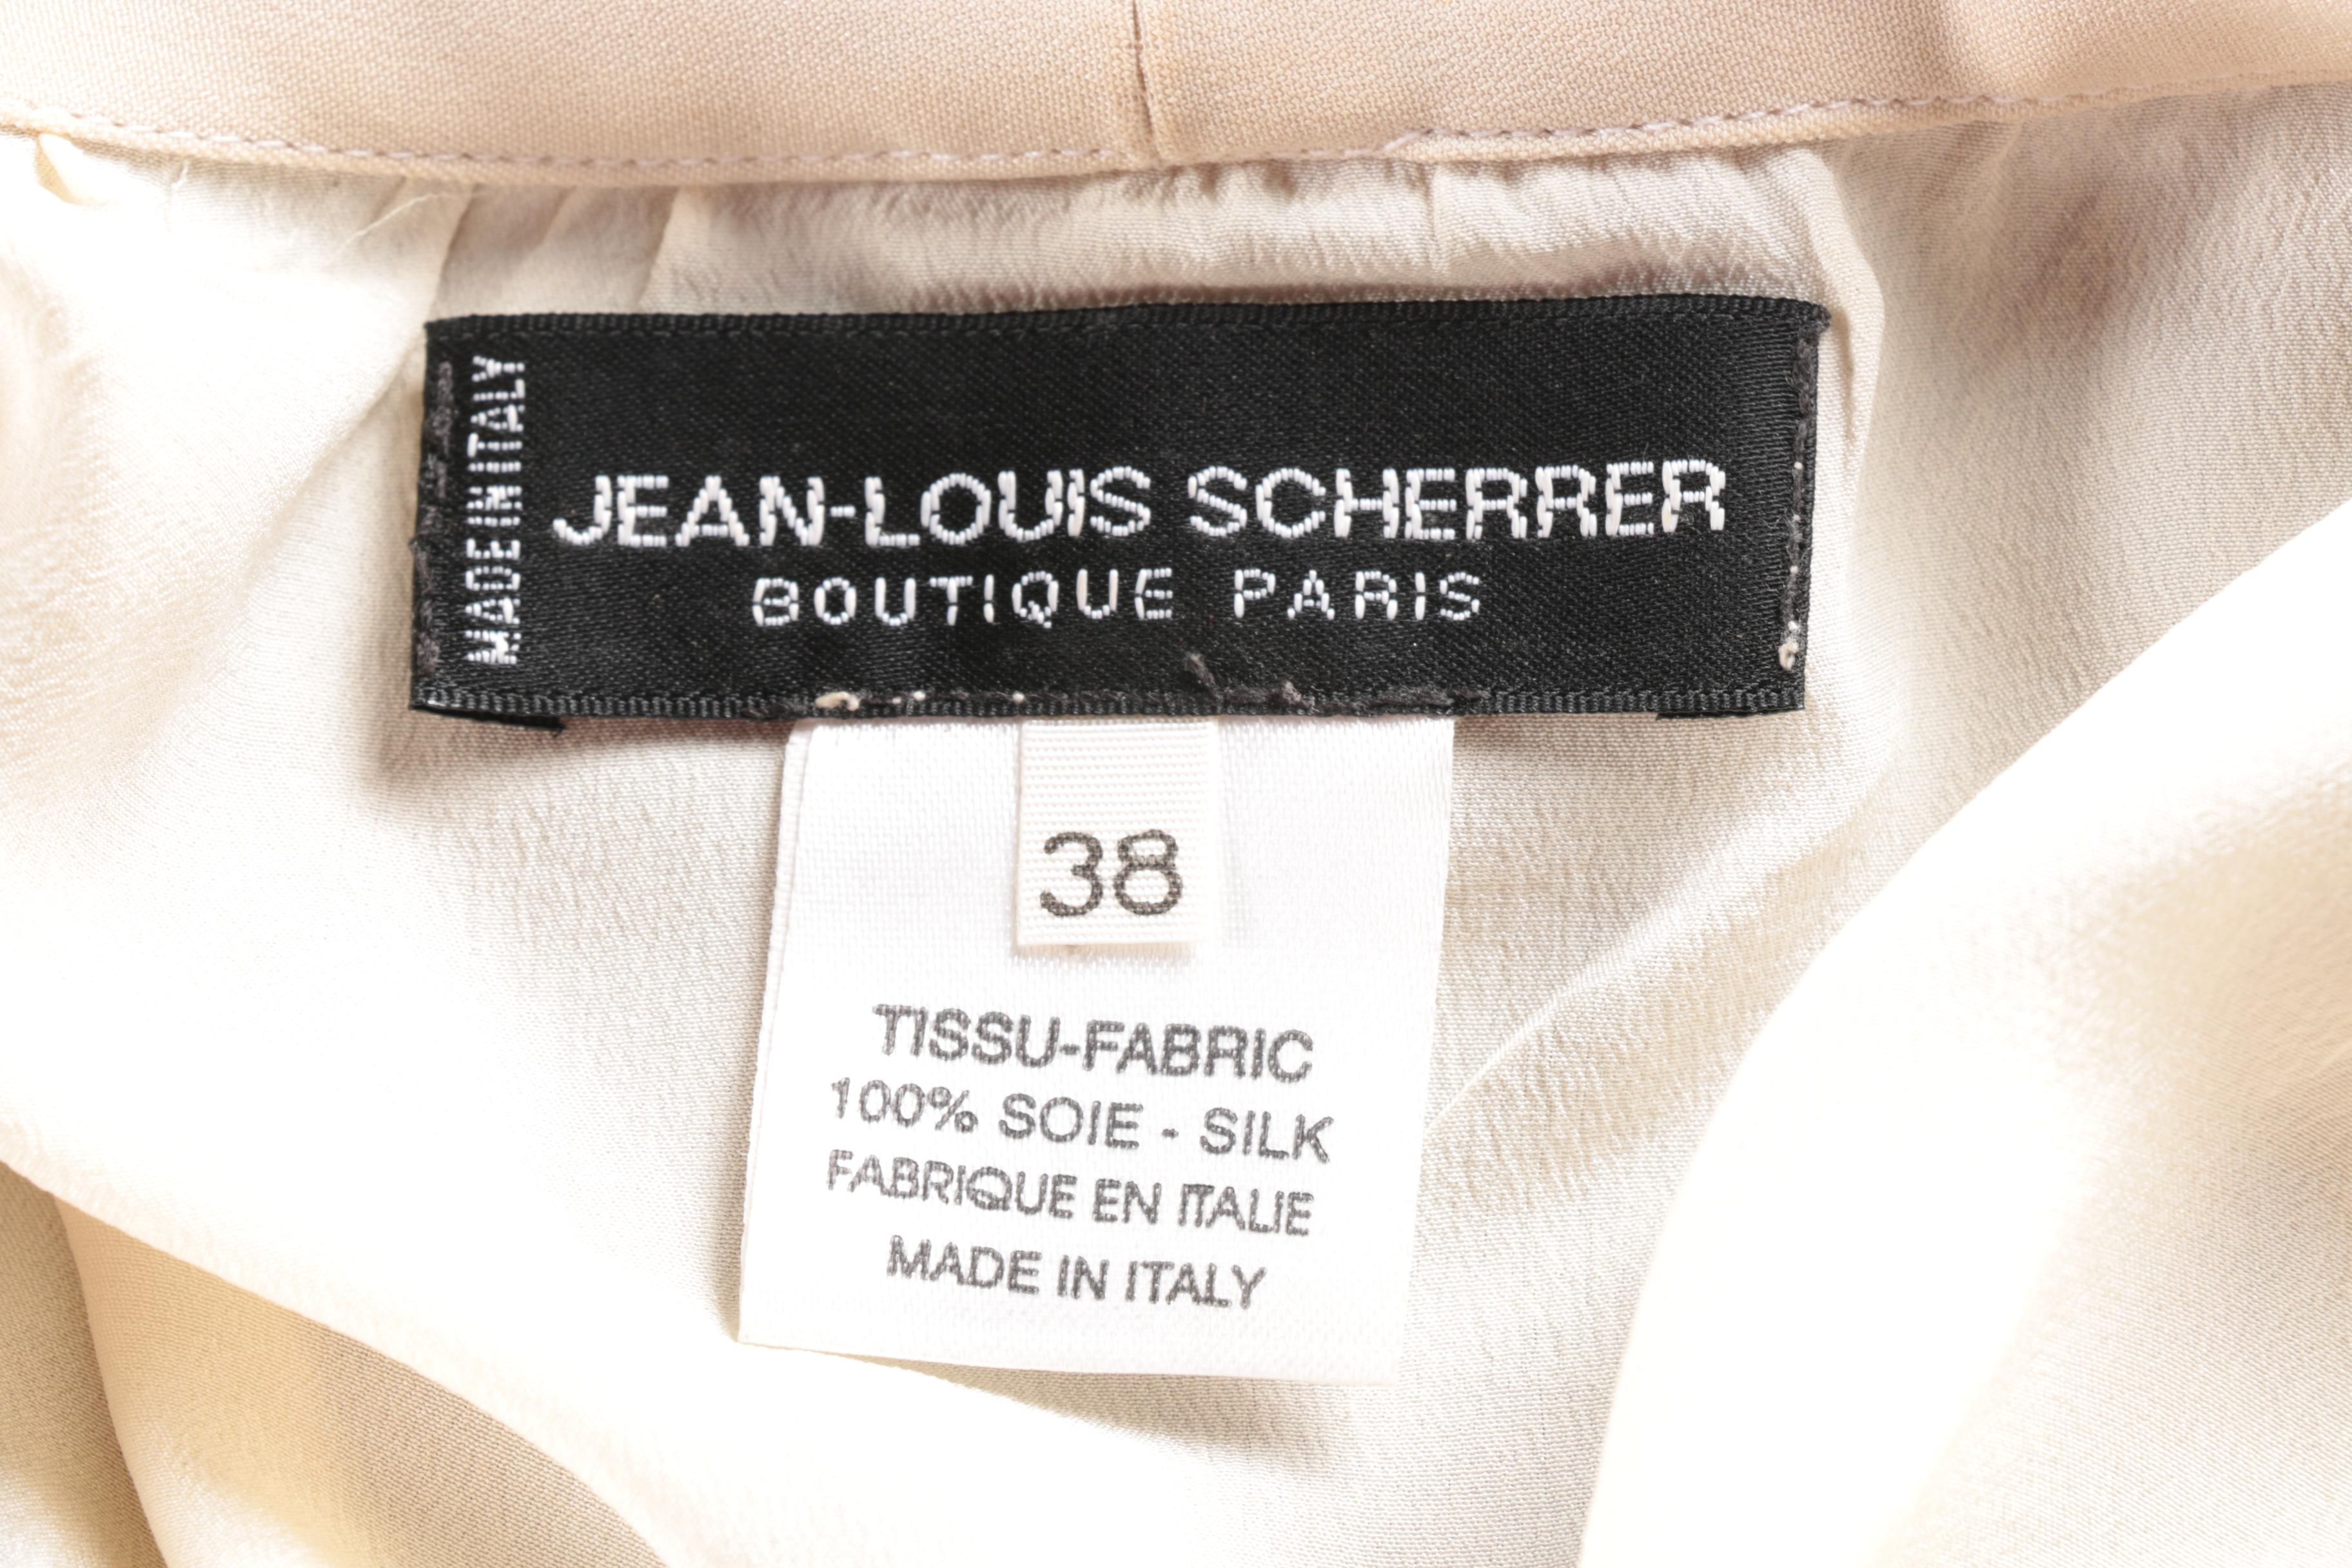 MADE IN ITALY
JEAN-LOUIS SCHERRER
BOUTIQUE PARIS
38
TISSU-FABRIC
100% SOIE - SILK
FABRIQUE EN ITALIE
MADE IN ITALY